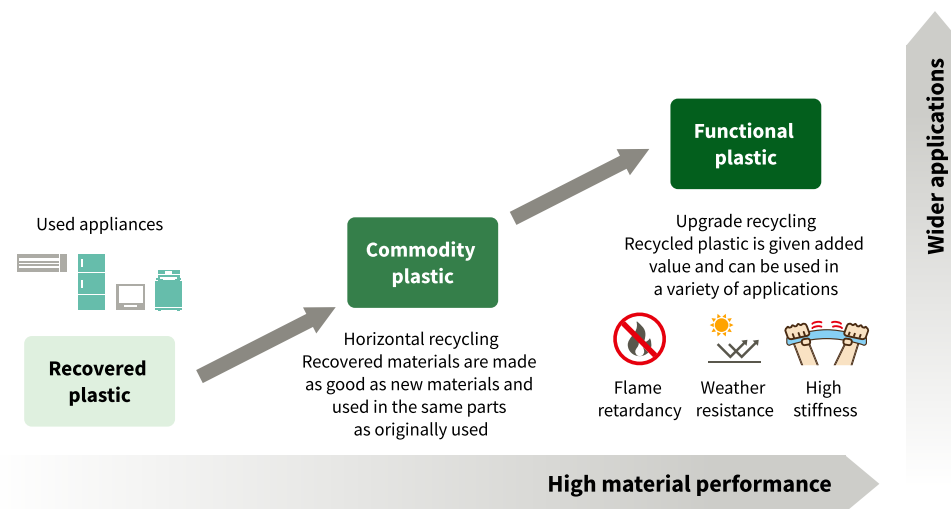 Used appliances
Recovered
plastic
Commodity
plastic
Horizontal recycling
Recovered materials are made
as good as new materials and
used in the same parts
as originally used
Functional
plastic
Upgrade recycling
Recycled plastic is given added
value and can be used in
a variety of applications
Flame
retardancy
Weather
resistance
High
stiffness
High material performance
Wider applications